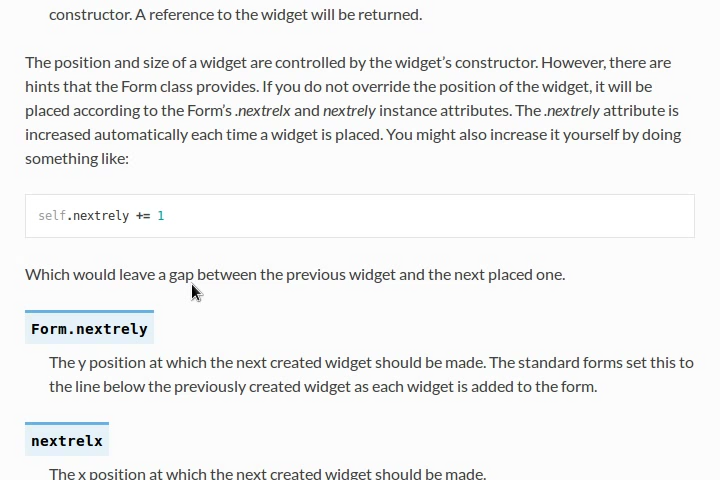 constructor. A reference to the widget will be returned.
The position and size of a widget are controlled by the widget’s constructor. However, there are
hints that the Form class provides. If you do not override the position of the widget, it will be
placed according to the Form’s .nextrelx and nextrely instance attributes. The .nextrely attribute is
increased automatically each time a widget is placed. You might also increase it yourself by doing
something like:
self.nextrely += 1
Which would leave a gap between the previous widget and the next placed one.
Form.nextrely
The y position at which the next created widget should be made. The standard forms set this to
the line below the previously created widget as each widget is added to the form.
nextrelx
The x position at which the next created widget should be made.